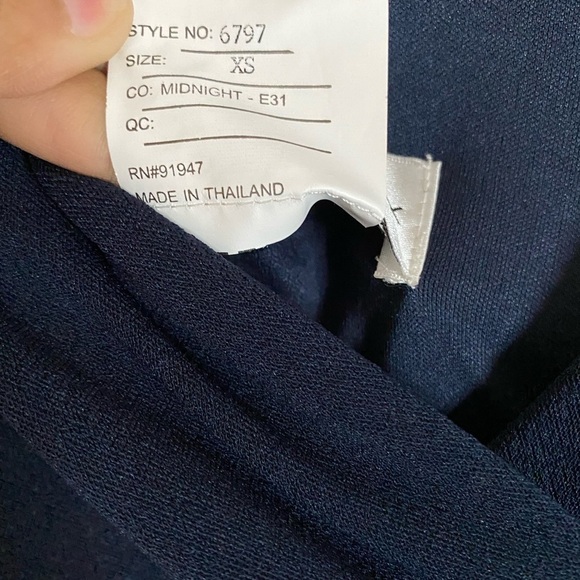 STYLE NO: 6797
SIZE: XS
CO: MIDNIGHT - E31
QC:
RN#91947
MADE IN THAILAND